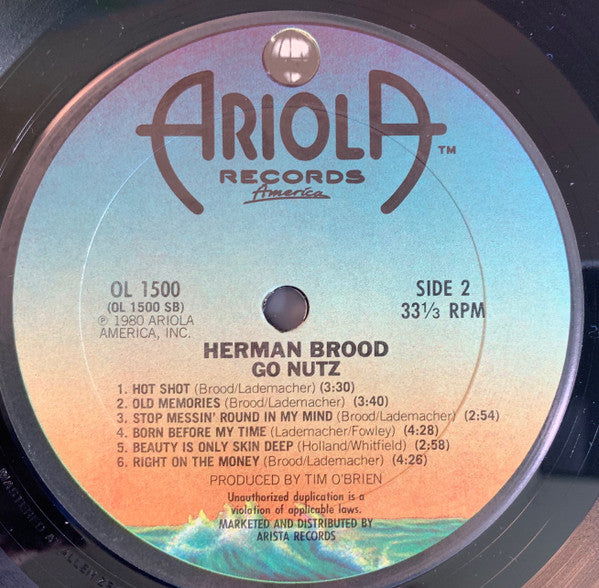 ARIOLA™
RECORDS
America
OL 1500
(OL 1500 SB)
℗ 1980 ARIOLA
AMERICA, INC.
SIDE 2
33⅓ RPM
HERMAN BROOD
GO NUTZ
1. HOT SHOT (Brood/Lademacher) (3:30)
2. OLD MEMORIES (Brood/Lademacher) (3:40)
3. STOP MESSIN' ROUND IN MY MIND (Brood/Lademacher) (2:54)
4. BORN BEFORE MY TIME (Lademacher/Fowley) (4:28)
5. BEAUTY IS ONLY SKIN DEEP (Holland/Whitfield) (2:58)
6. RIGHT ON THE MONEY (Brood/Lademacher) (4:26)
PRODUCED BY TIM O'BRIEN
Unauthorized duplication is a
violation of applicable laws.
MARKETED AND DISTRIBUTED BY
ARISTA RECORDS
MASTERED